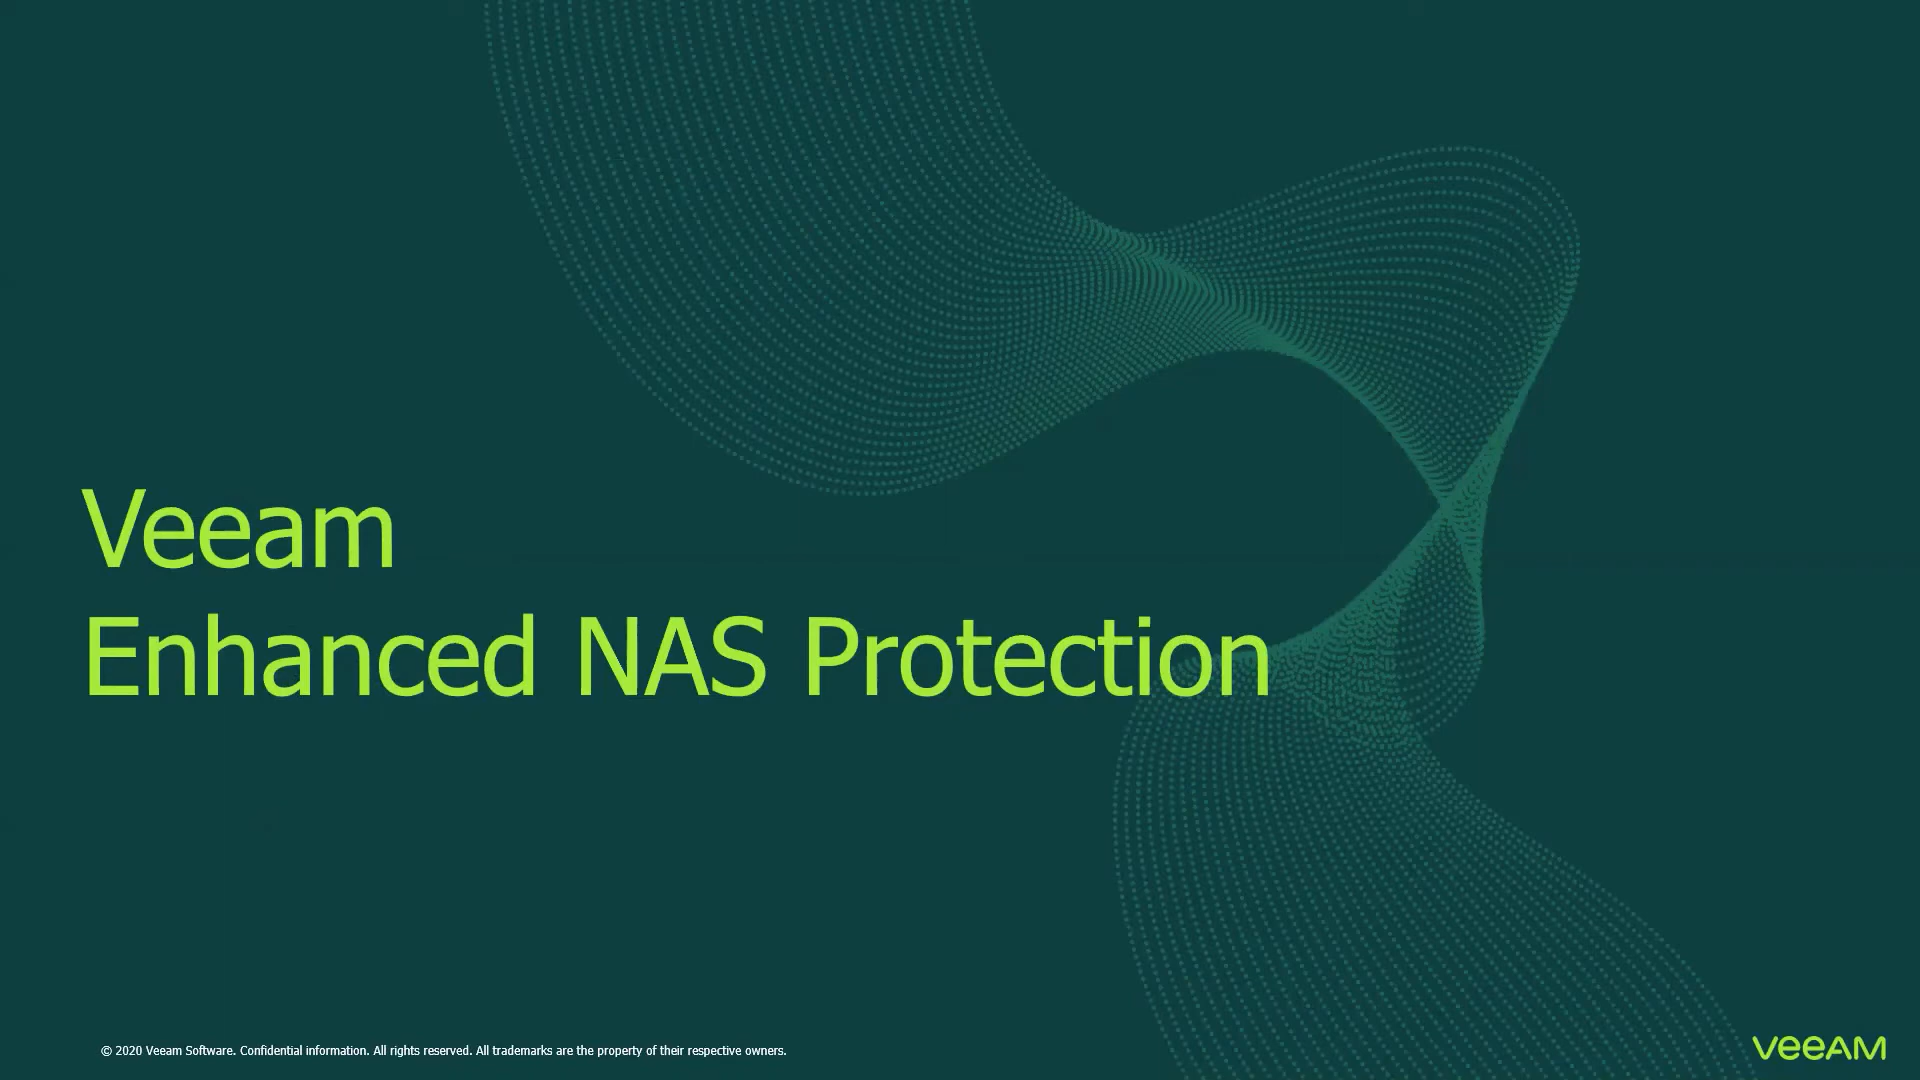 Veeam
Enhanced NAS Protection
© 2020 Veeam Software. Confidential information. All rights reserved. All trademarks are the property of their respective owners.
VEEAM